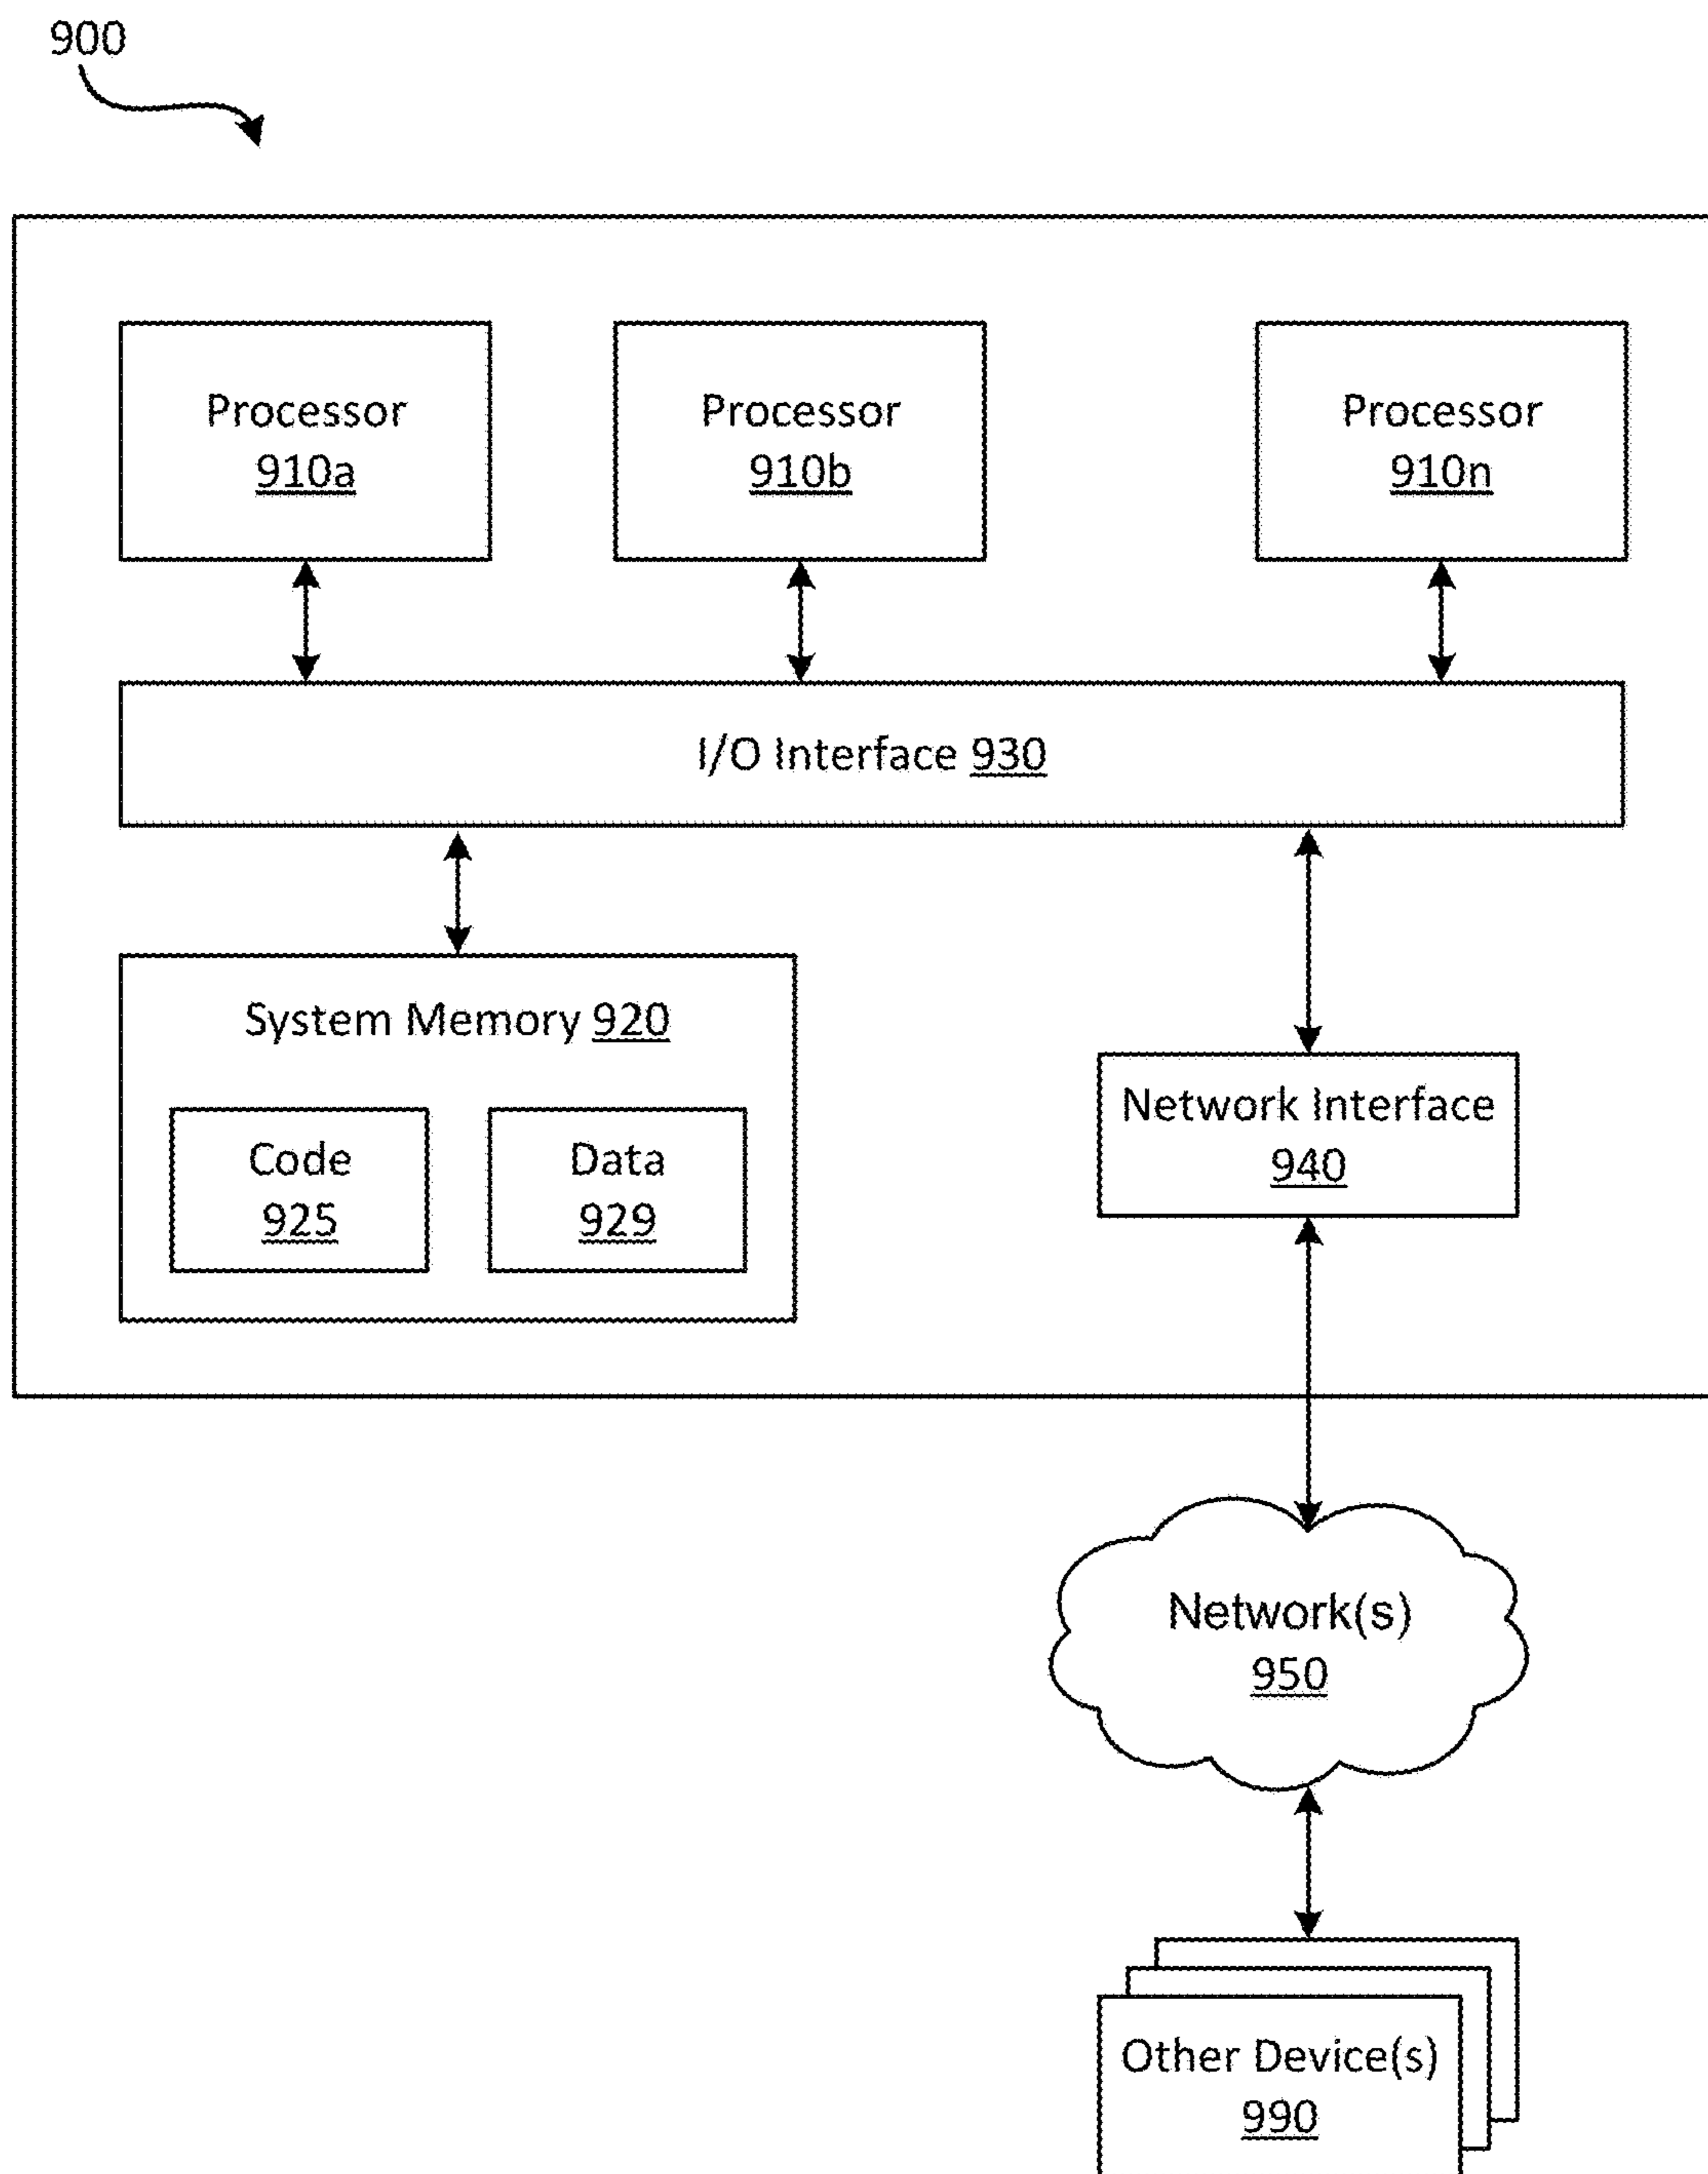 900
Processor
910a
Processor
910b
Processor
910n
I/O Interface 930
System Memory 920
Code
925
Data
929
Network Interface
940
Network(s)
950
Other Device(s)
990